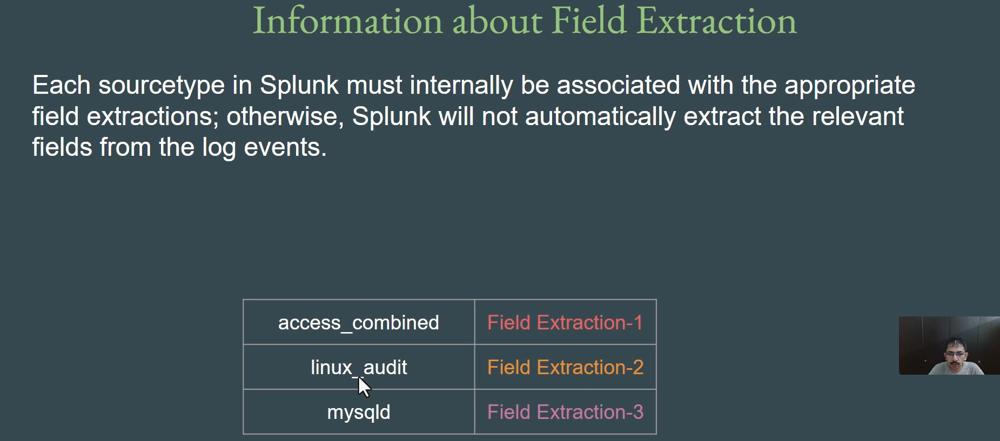 Information about Field Extraction
Each sourcetype in Splunk must internally be associated with the appropriate
field extractions; otherwise, Splunk will not automatically extract the relevant
fields from the log events.
access_combined Field Extraction-1
linux_audit Field Extraction-2
mysqld Field Extraction-3